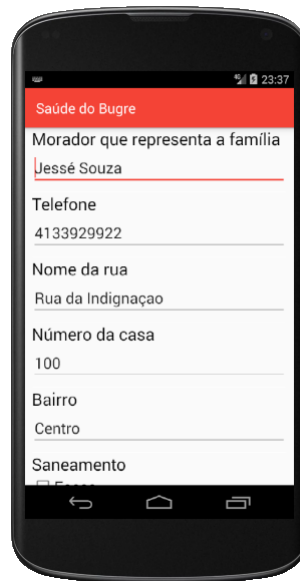 23:37
Saúde do Bugre
Morador que representa a família
Jessé Souza
Telefone
4133929922
Nome da rua
Rua da Indignaçao
Número da casa
100
Bairro
Centro
Saneamento